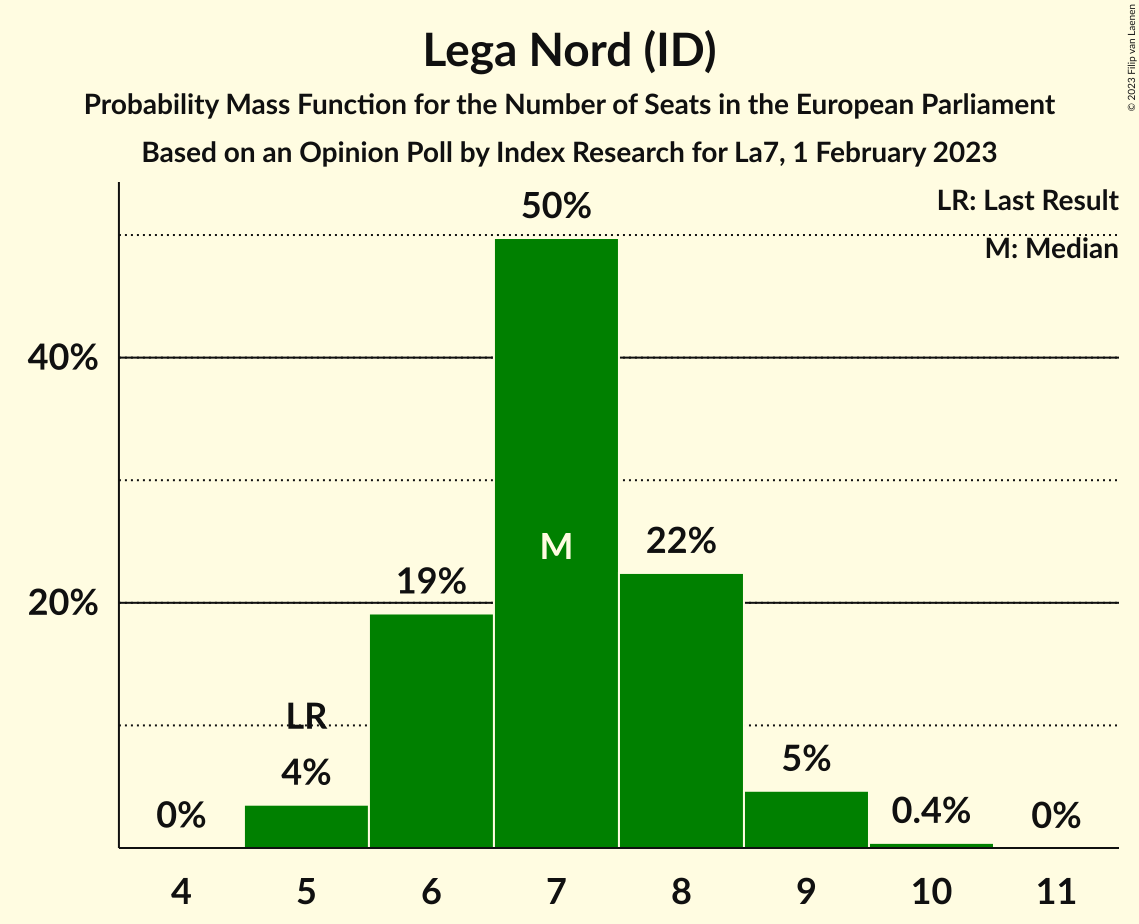 Lega Nord (ID)
Probability Mass Function for the Number of Seats in the European Parliament
Based on an Opinion Poll by Index Research for La7, 1 February 2023
© 2023 Filip van Laenen
LR: Last Result
M: Median
50%
40%
M
22%
19%
20%
LR
4%
5%
0%
0.4%
0%
4 5 6 7 8 9 10 11